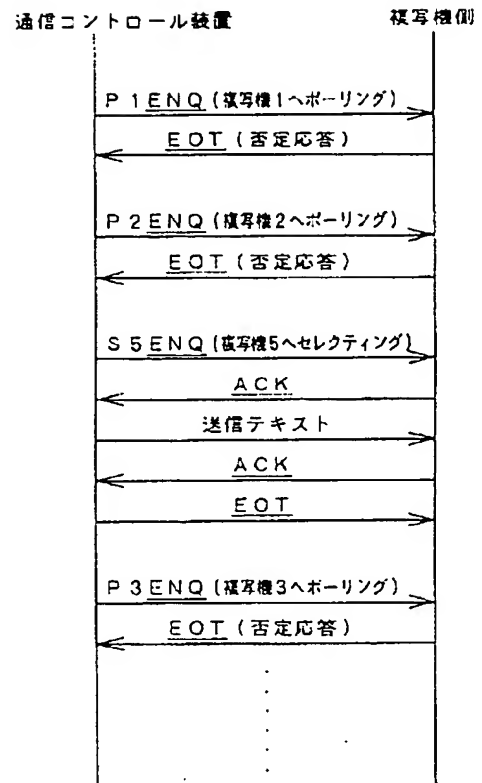 通信コントロール装置 複写機側
P1ENQ(複写機1へポーリング)
EOT(否定応答)
P2ENQ(複写機2へポーリング)
EOT(否定応答)
S5ENQ(複写機5へセレクティング)
ACK
送信テキスト
ACK
EOT
P3ENQ(複写機3へポーリング)
EOT(否定応答)